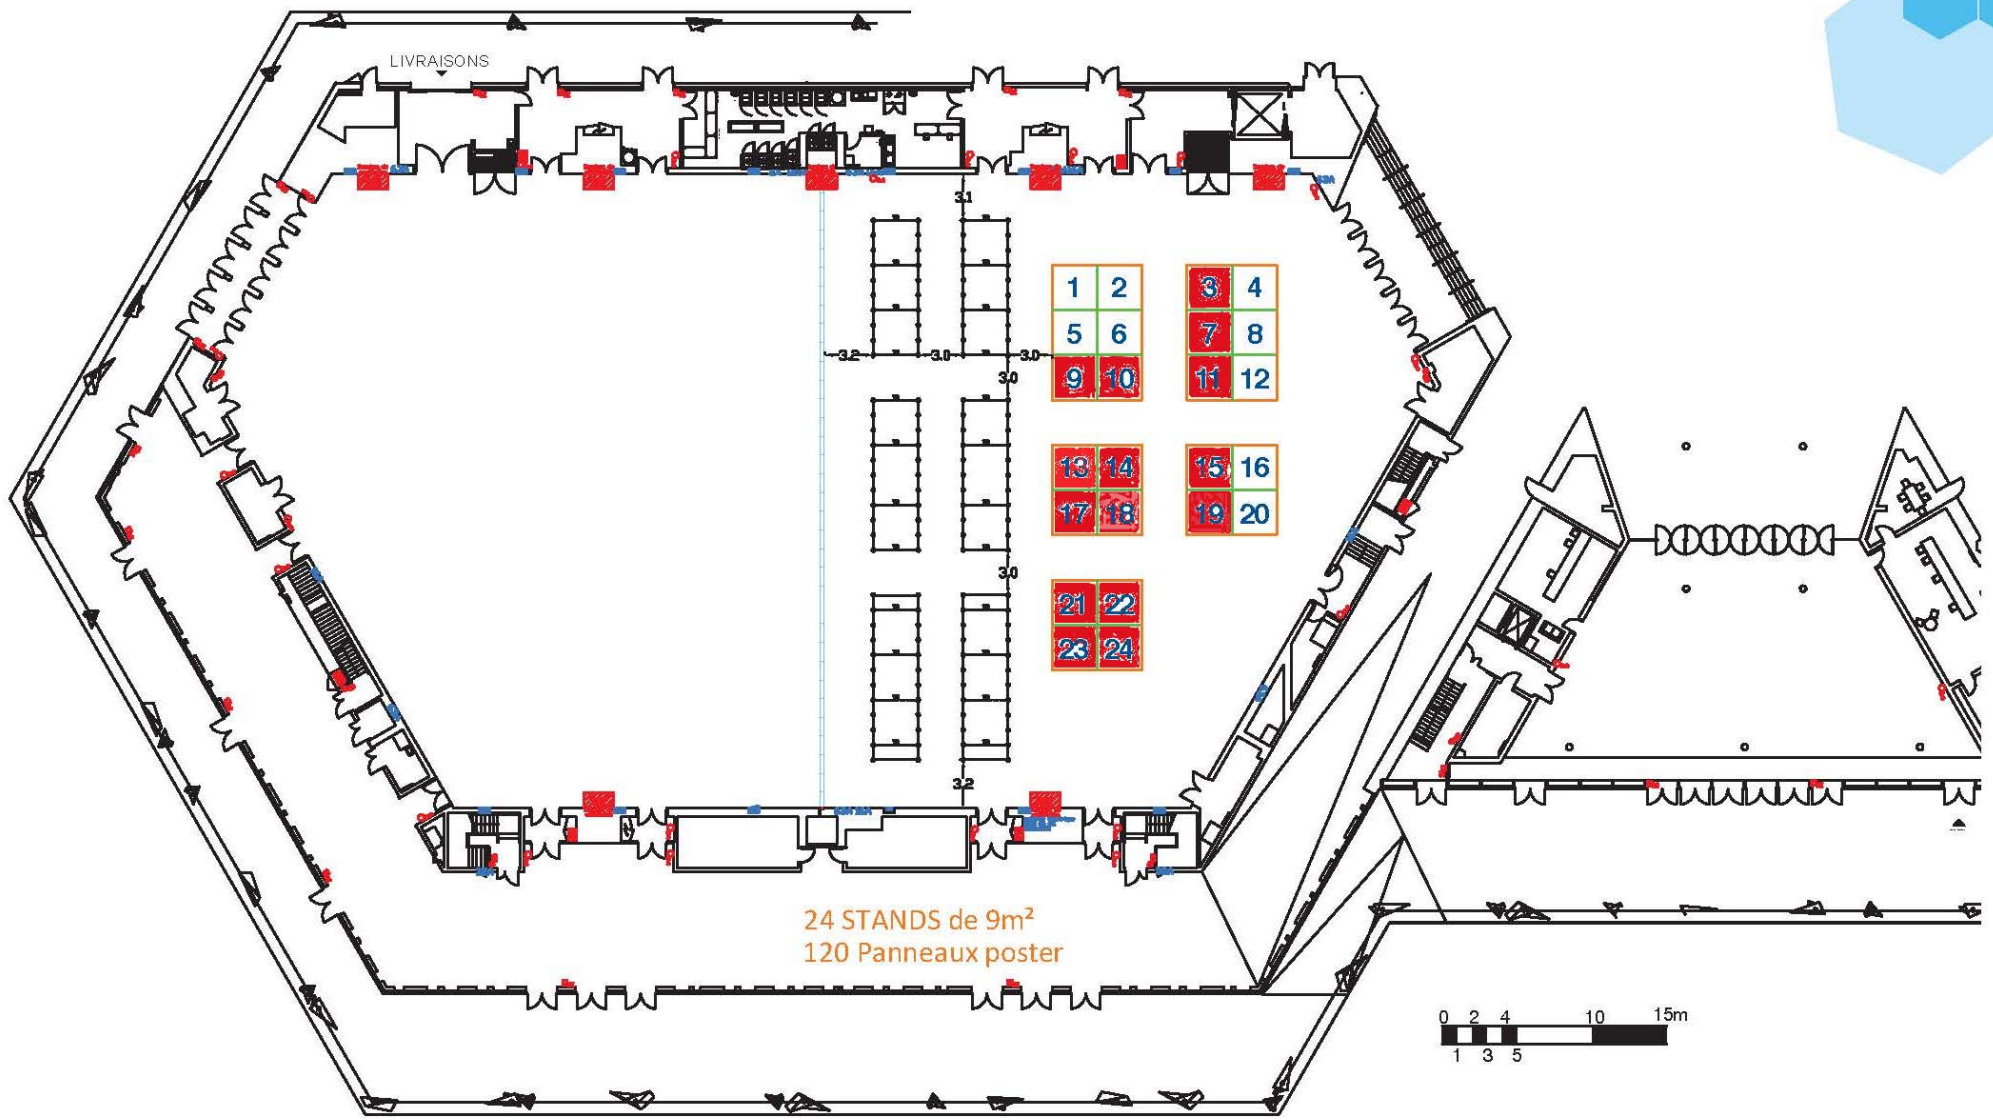 LIVRAISONS
3.1
1 2 3 4
5 6 7 8
3.2 3.0 3.0
3.0
9 10 11 12
13 14 15 16
17 18 19 20
3.0
21 22
23 24
3.2
24 STANDS de 9m²
120 Panneaux poster
0 2 4 10 15m
1 3 5